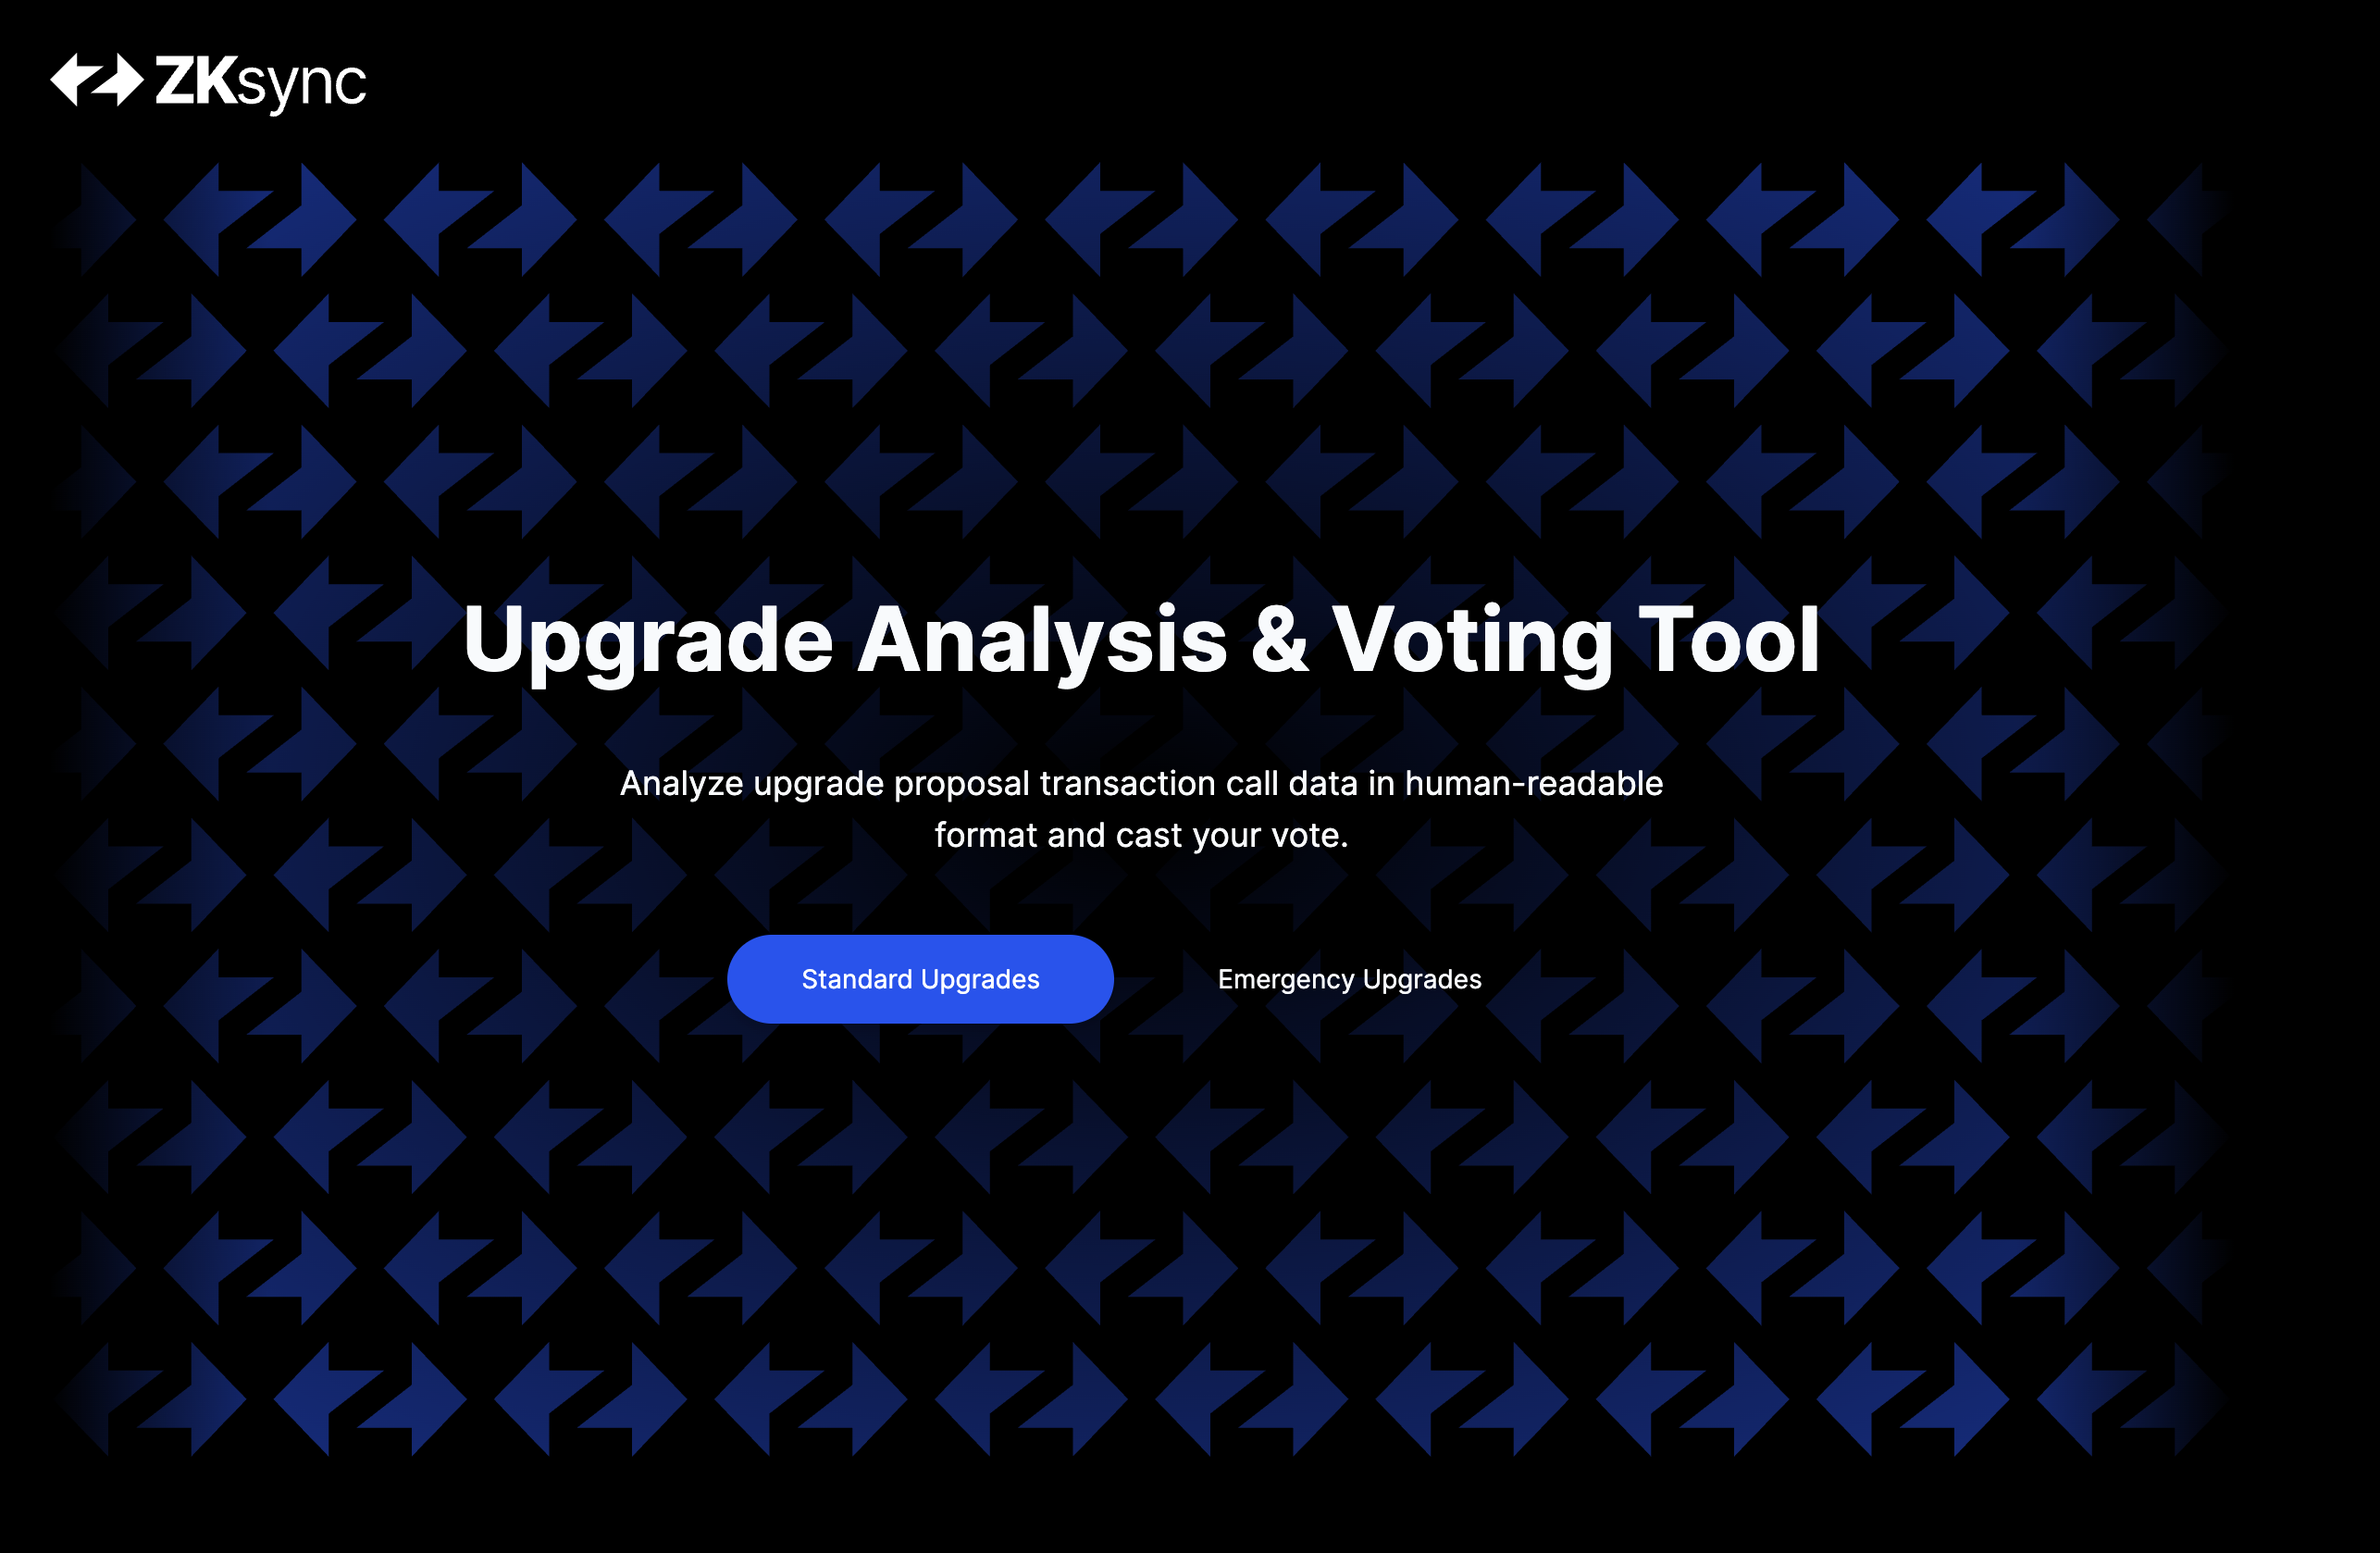 ZKsync
Upgrade Analysis & Voting Tool
Analyze upgrade proposal transaction call data in human-readable
format and cast your vote.
Standard Upgrades
Emergency Upgrades